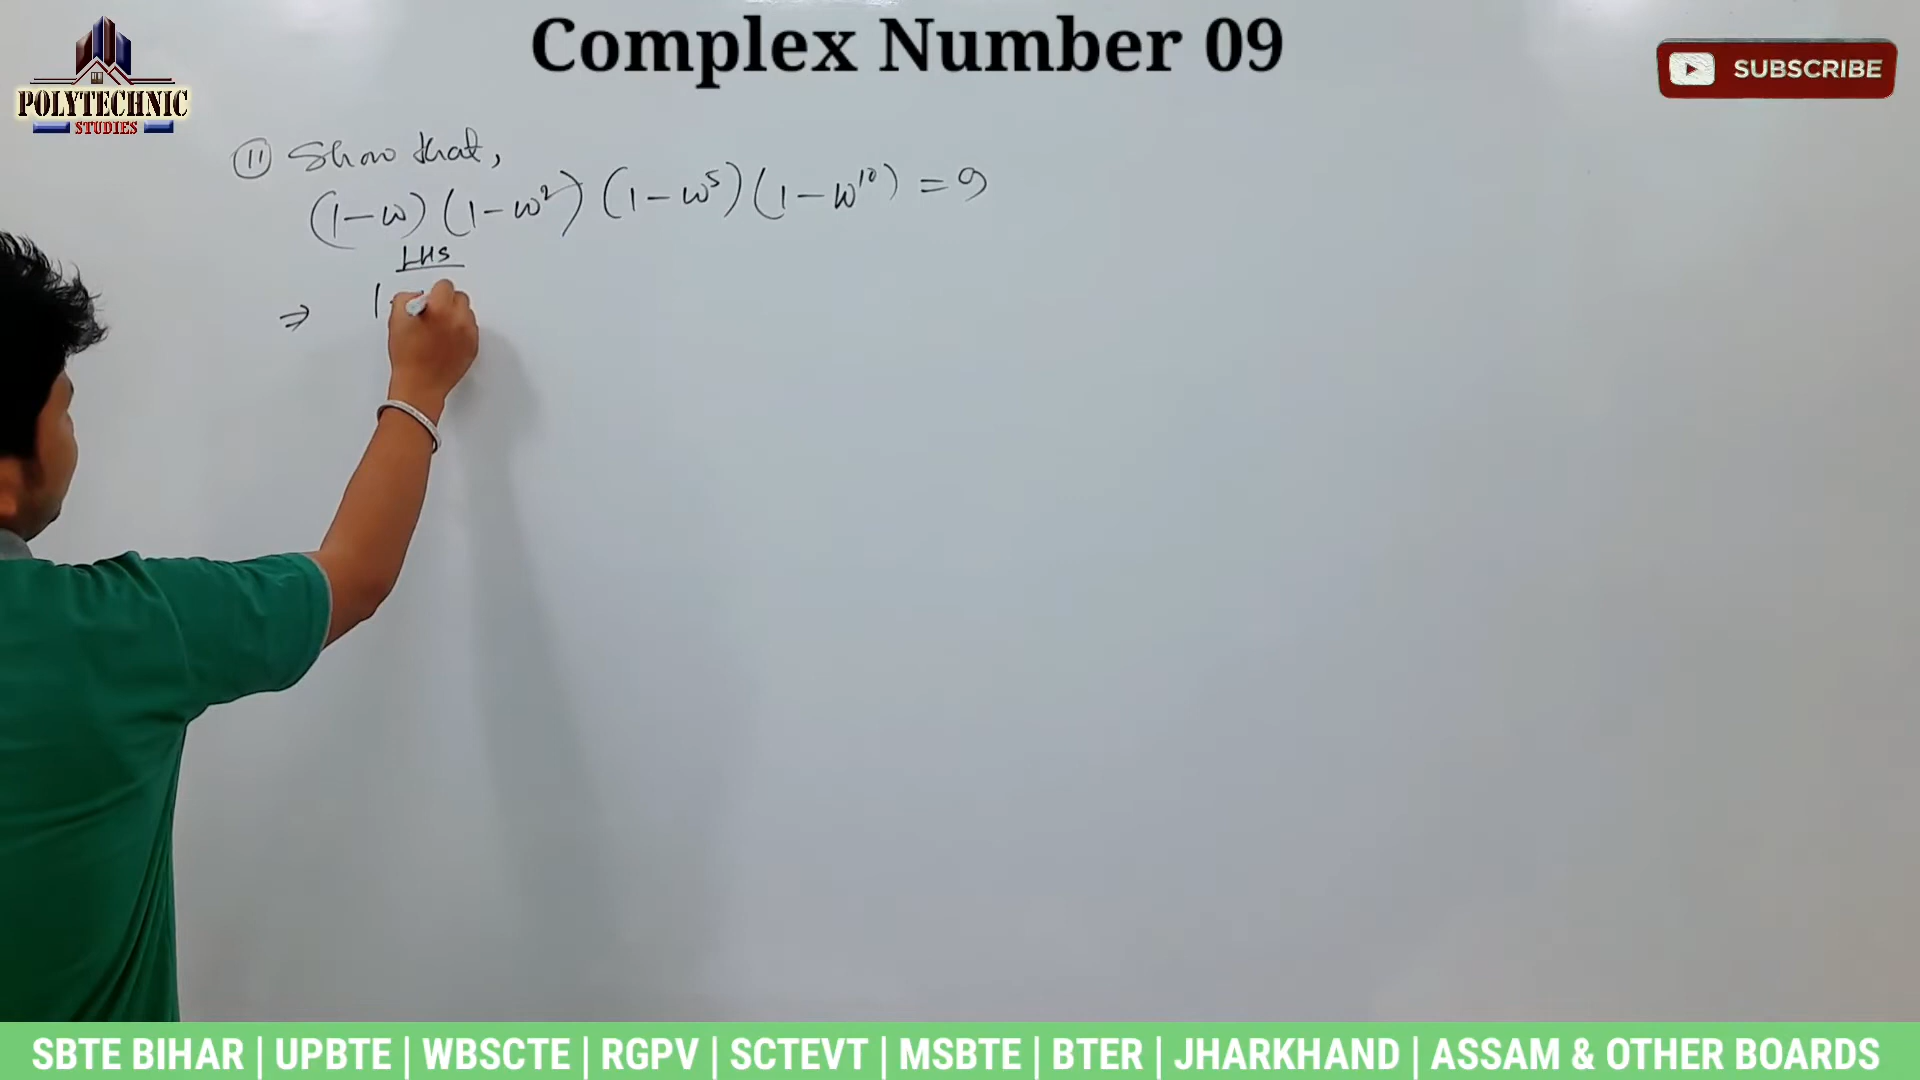 Complex Number 09
SUBSCRIBE
POLYTECHNIC
STUDIES
(11) Show that,
(1-ω)(1-ω²)(1-ω⁵)(1-ω¹⁰) = 9
LHS
⇒ 1
SBTE BIHAR | UPBTE | WBSCTE | RGPV | SCTEVT | MSBTE | BTER | JHARKHAND | ASSAM & OTHER BOARDS